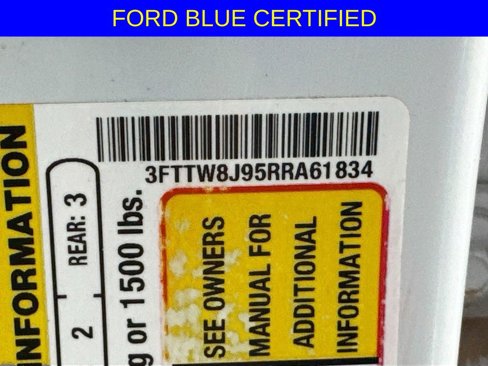 FORD BLUE CERTIFIED
3FTTW8J95RRA61834
INFORMATION
REAR: 3
2
g or 1500 lbs.
SEE OWNERS
MANUAL FOR
ADDITIONAL
INFORMATION